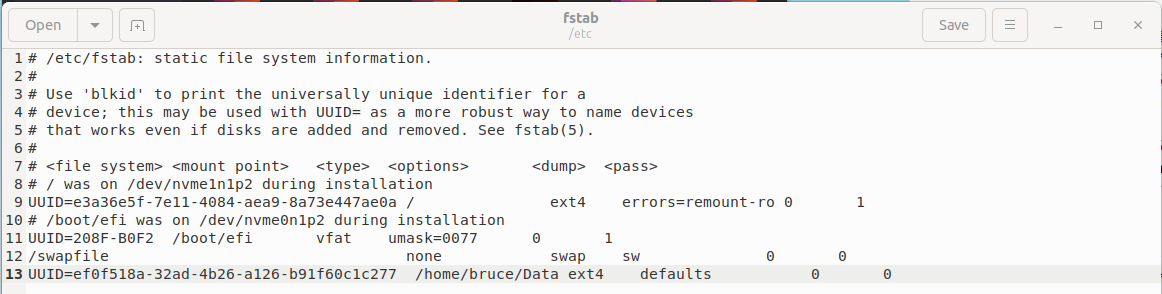 Open
fstab
/etc
Save
1 # /etc/fstab: static file system information.
2 #
3 # Use 'blkid' to print the universally unique identifier for a
4 # device; this may be used with UUID= as a more robust way to name devices
5 # that works even if disks are added and removed. See fstab(5).
6 #
7 # <file system> <mount point>   <type>  <options>       <dump>  <pass>
8 # / was on /dev/nvme1n1p2 during installation
9 UUID=e3a36e5f-7e11-4084-aea9-8a73e447ae0a /               ext4    errors=remount-ro 0       1
10 # /boot/efi was on /dev/nvme0n1p2 during installation
11 UUID=208F-B0F2  /boot/efi       vfat    umask=0077      0       1
12 /swapfile                                 none            swap    sw              0       0
13 UUID=ef0f518a-32ad-4b26-a126-b91f60c1c277  /home/bruce/Data ext4    defaults           0       0